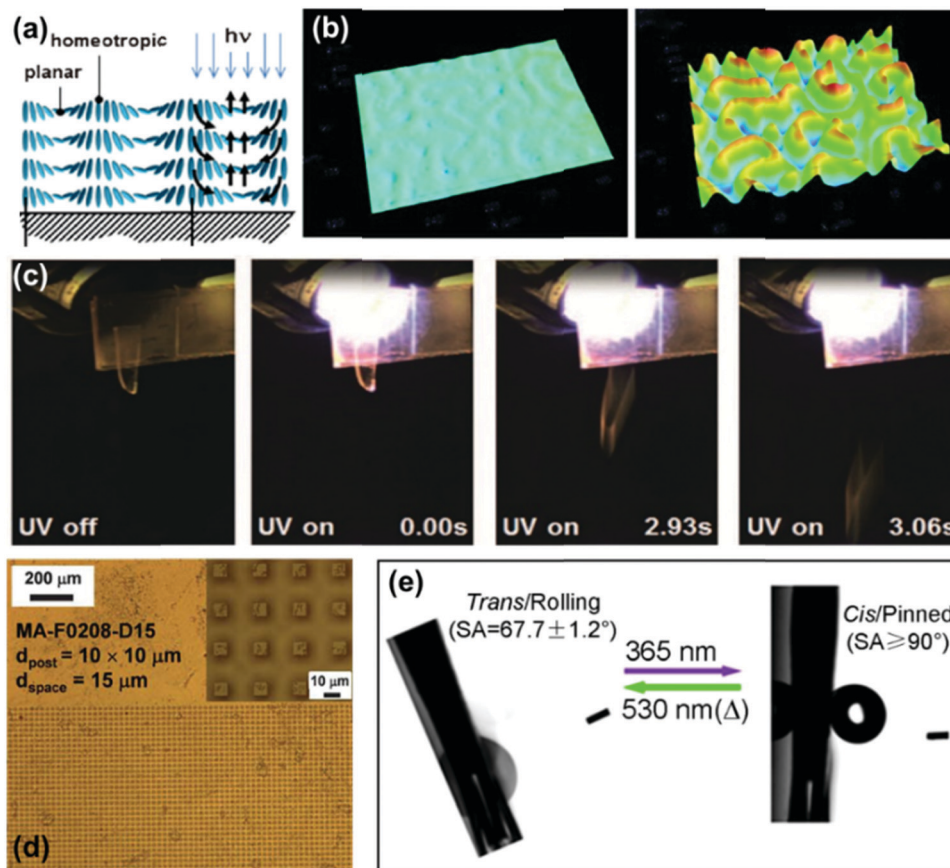 (a)
homeotropic
planar
hν
(b)
(c)
UV off
UV on
0.00s
UV on
2.93s
UV on
3.06s
200 μm
MA-F0208-D15
d_post = 10 × 10 μm
d_space = 15 μm
10 μm
(d)
(e)
Trans/Rolling
(SA=67.7±1.2°)
365 nm
530 nm(Δ)
Cis/Pinned
(SA≥90°)